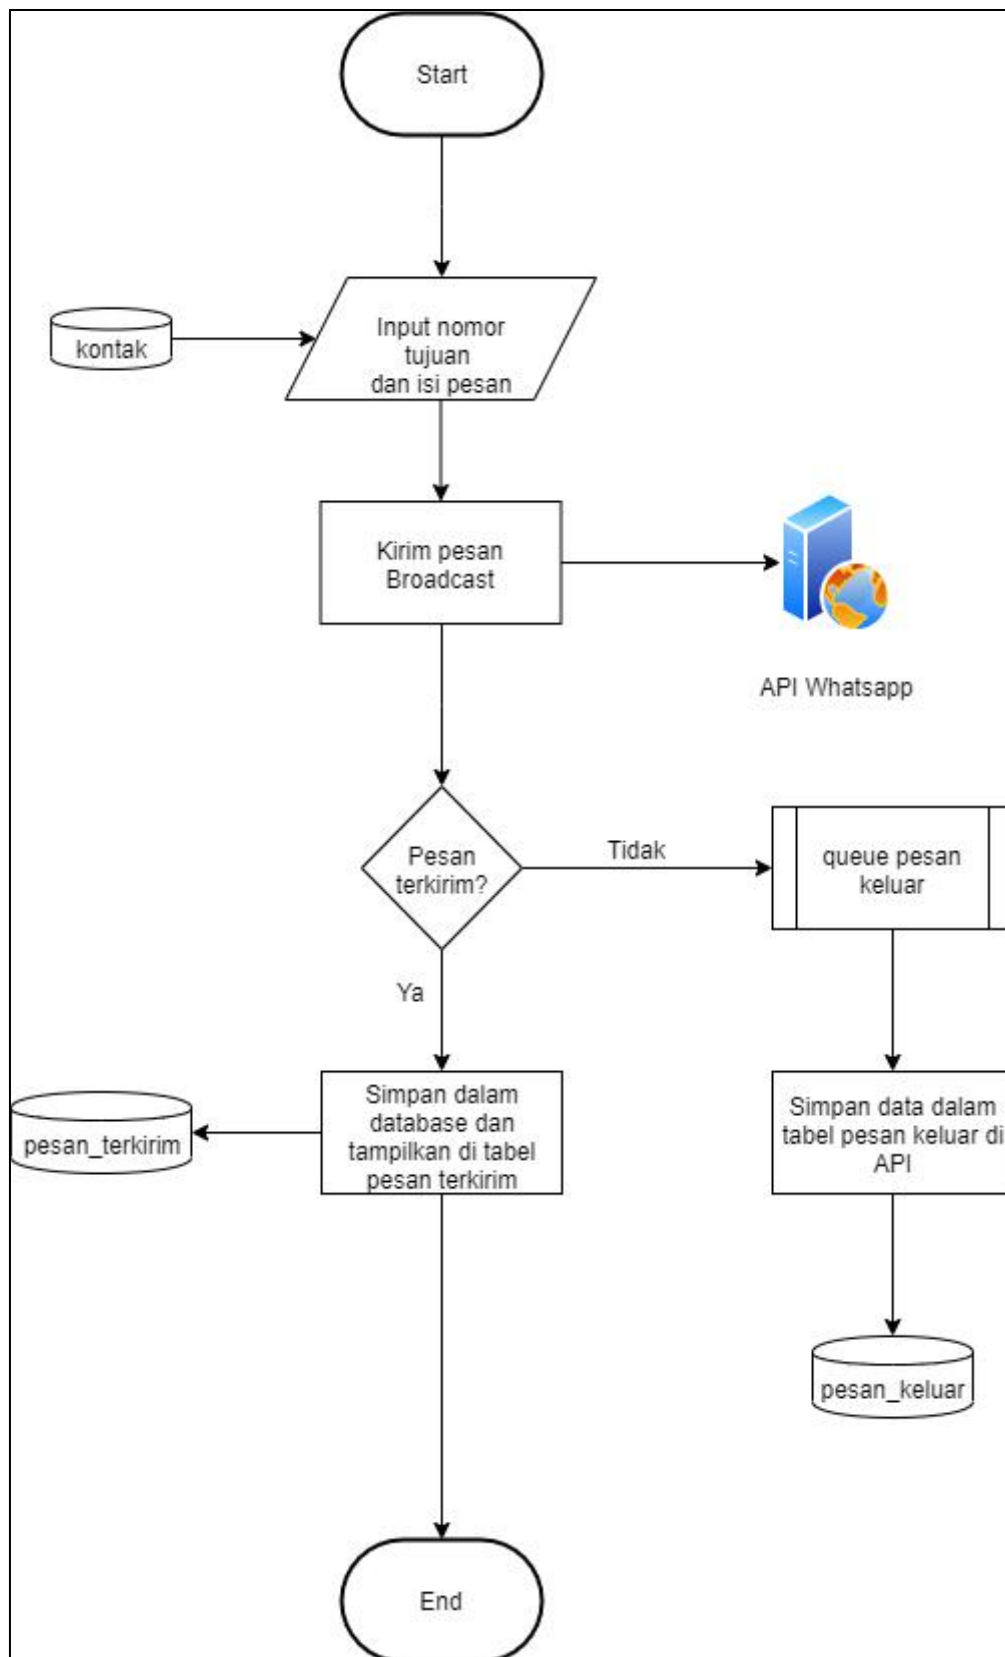 Start
kontak
Input nomor
tujuan
dan isi pesan
Kirim pesan
Broadcast
API Whatsapp
Pesan
terkirim?
Tidak
queue pesan
keluar
Ya
Simpan dalam
database dan
tampilkan di tabel
pesan terkirim
pesan_terkirim
Simpan data dalam
tabel pesan keluar di
API
pesan_keluar
End